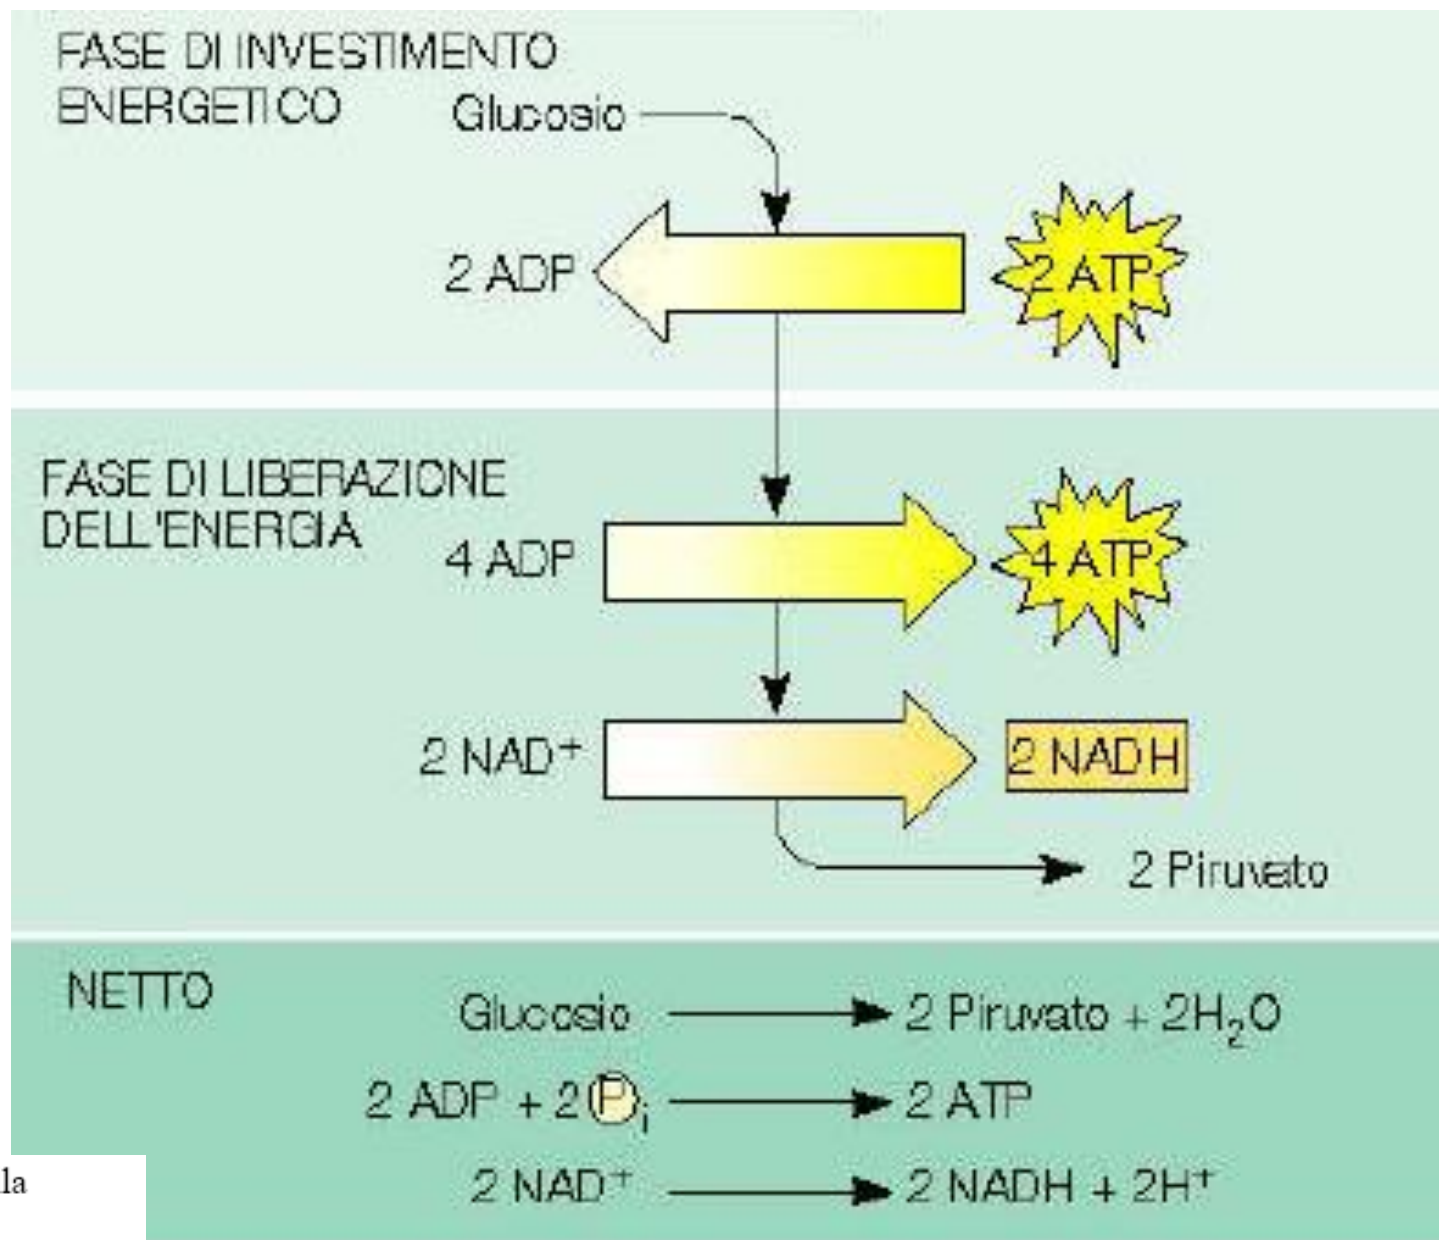 FASE DI INVESTIMENTO
ENERGETICO
Glucosio
2 ADP
2 ATP
FASE DI LIBERAZIONE
DELL'ENERGIA
4 ADP
4 ATP
2 NAD⁺
2 NADH
2 Piruvato
NETTO
Glucosio
2 Piruvato + 2H₂O
2 ADP + 2 Pᵢ
2 ATP
2 NAD⁺
2 NADH + 2H⁺
la